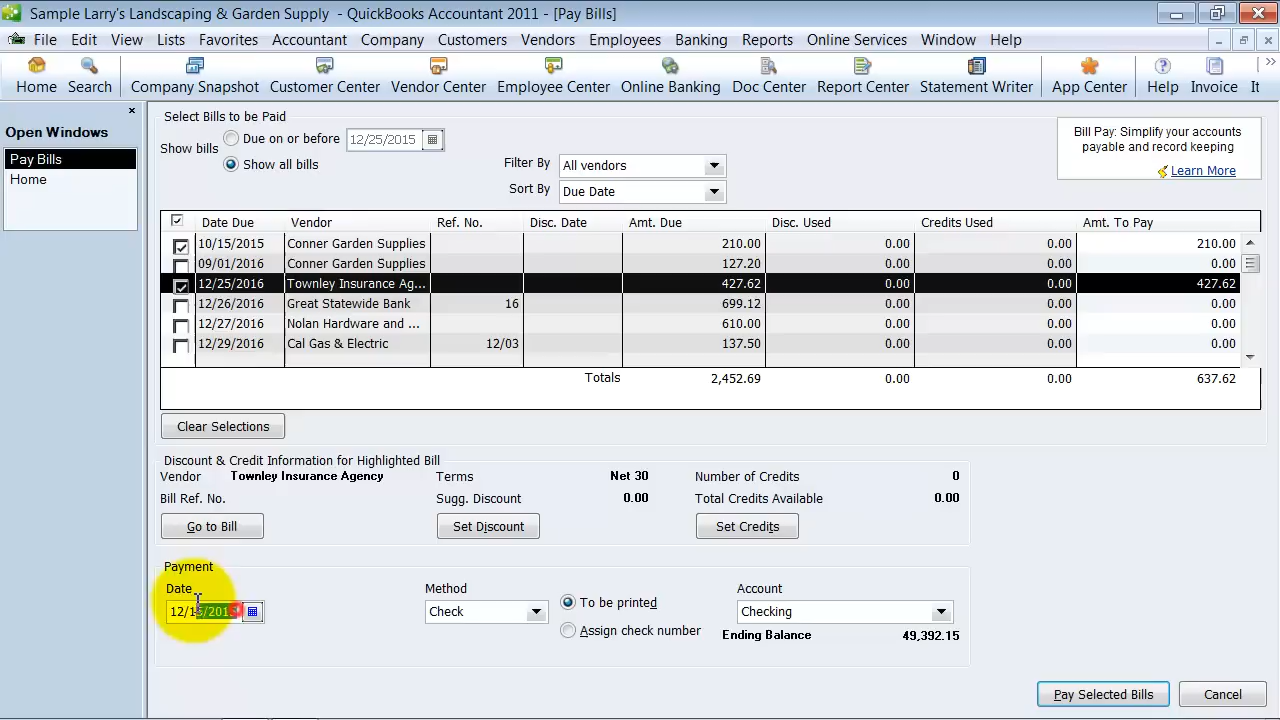 Sample Larry's Landscaping & Garden Supply - QuickBooks Accountant 2011 - [Pay Bills]
File Edit View Lists Favorites Accountant Company Customers Vendors Employees Banking Reports Online Services Window Help
Home Search Company Snapshot Customer Center Vendor Center Employee Center Online Banking Doc Center Report Center Statement Writer App Center Help Invoice It
Open Windows
Pay Bills
Home
Select Bills to be Paid
Show bills
Due on or before 12/25/2015
Show all bills
Filter By All vendors
Sort By Due Date
Bill Pay: simplify your accounts
payable and record keeping
Learn More
Date Due Vendor Ref. No. Disc. Date Amt. Due Disc. Used Credits Used Amt. To Pay
10/15/2015 Conner Garden Supplies 210.00 0.00 0.00 210.00
09/01/2016 Conner Garden Supplies 127.20 0.00 0.00 0.00
12/25/2016 Townley Insurance Ag... 427.62 0.00 0.00 427.62
12/26/2016 Great Statewide Bank 16 699.12 0.00 0.00 0.00
12/27/2016 Nolan Hardware and ... 610.00 0.00 0.00 0.00
12/29/2016 Cal Gas & Electric 12/03 137.50 0.00 0.00 0.00
Totals 2,452.69 0.00 0.00 637.62
Clear Selections
Discount & Credit Information for Highlighted Bill
Vendor Townley Insurance Agency Terms Net 30 Number of Credits 0
Bill Ref. No. Sugg. Discount 0.00 Total Credits Available 0.00
Go to Bill Set Discount Set Credits
Payment
Date Method Account
To be printed
Check Checking
Assign check number
Ending Balance 49,392.15
Pay Selected Bills Cancel